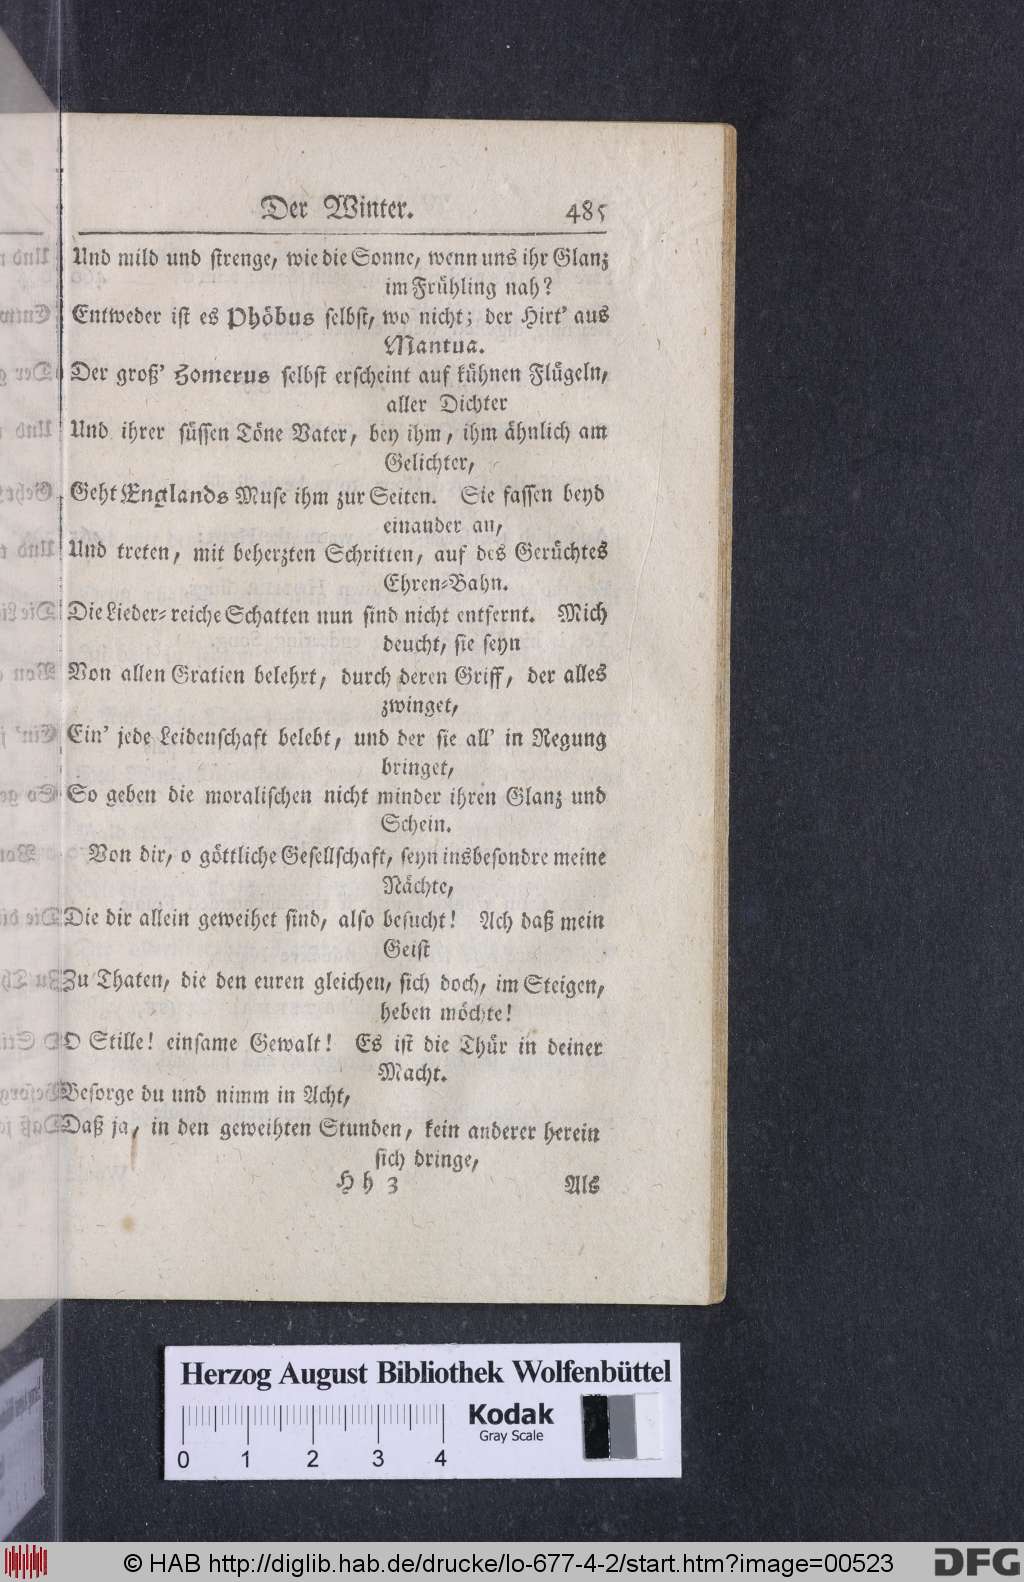 Der Winter. 485
Und mild und strenge, wie die Sonne, wenn uns ihr Glanz
im Frühling nah?
Entweder ist es Phöbus selbst, wo nicht; der Hirt' aus
Mantua.
Der groß' Homerus selbst erscheint auf kühnen Flügeln,
aller Dichter
Und ihrer süssen Töne Vater, bey ihm, ihm ähnlich am
Gelichter,
Geht Englands Muse ihm zur Seiten. Sie fassen beyd
einander an,
Und treten, mit beherzten Schritten, auf des Gerüchtes
Ehren-Bahn.
Die Lieder-reiche Schatten nun sind nicht entfernt. Mich
deucht, sie seyn
Von allen Gratien belehrt, durch deren Griff, der alles
zwinget,
Ein' jede Leidenschaft belebt, und der sie all' in Regung
bringet,
So geben die moralischen nicht minder ihren Glanz und
Schein.
Von dir, o göttliche Gesellschaft, seyn insbesondre meine
Nächte,
Die dir allein geweihet sind, also besucht! Ach daß mein
Geist
Zu Thaten, die den euren gleichen, sich doch, im Steigen,
heben möchte!
O Stille! einsame Gewalt! Es ist die Thür in deiner
Macht.
Besorge du und nimm in Acht,
Daß ja, in den geweihten Stunden, kein anderer herein
sich dringe,
H h 3 Als
Herzog August Bibliothek Wolfenbüttel
Kodak
Gray Scale
0 1 2 3 4
© HAB http://diglib.hab.de/drucke/lo-677-4-2/start.htm?image=00523
DFG